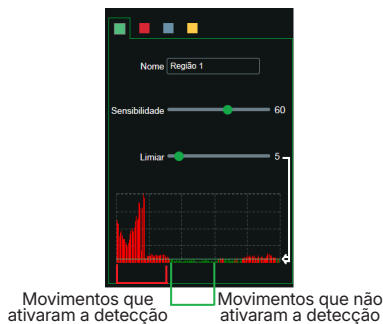 Nome Região 1
Sensibilidade 60
Limiar 5
Movimentos que
ativaram a detecção
Movimentos que não
ativaram a detecção